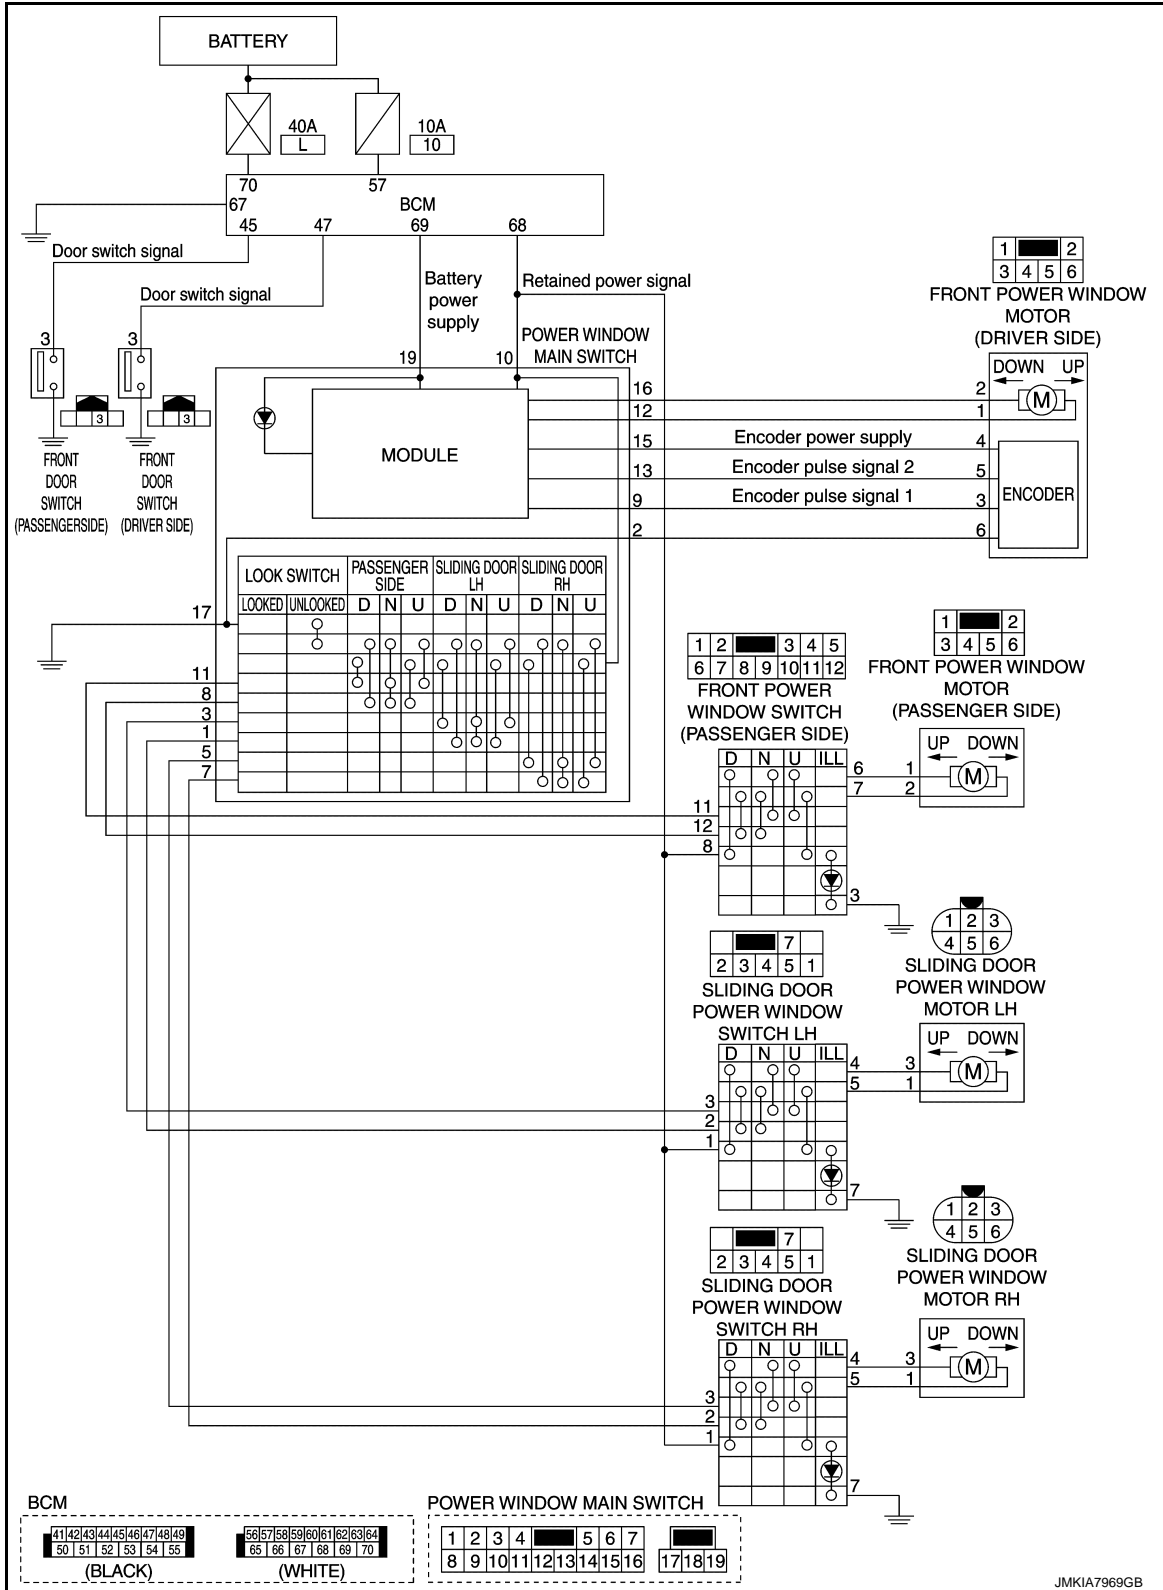 BATTERY
40A
L
10A
10
70 57
67 BCM
45 47 69 68
Door switch signal
Door switch signal
Battery
power
supply
Retained power signal
1 2
3 4 5 6
FRONT POWER WINDOW
MOTOR
(DRIVER SIDE)
3
3
3
3
FRONT
DOOR
SWITCH
(PASSENGERSIDE)
FRONT
DOOR
SWITCH
(DRIVER SIDE)
19 10
POWER WINDOW
MAIN SWITCH
MODULE
DOWN UP
M
16 2
12 1
15 Encoder power supply 4
13 Encoder pulse signal 2 5
9 Encoder pulse signal 1 3
2 6
ENCODER
LOOK SWITCH
PASSENGER
SIDE
SLIDING DOOR
LH
SLIDING DOOR
RH
LOOKED UNLOOKED D N U D N U D N U
17
11
8
3
1
5
7
1 2 3 4 5
6 7 8 9 10 11 12
FRONT POWER
WINDOW SWITCH
(PASSENGER SIDE)
1 2
3 4 5 6
FRONT POWER WINDOW
MOTOR
(PASSENGER SIDE)
D N U ILL
UP DOWN
M
6 1
7 2
11
12
8
3
7
2 3 4 5 1
SLIDING DOOR
POWER WINDOW
SWITCH LH
1 2 3
4 5 6
SLIDING DOOR
POWER WINDOW
MOTOR LH
D N U ILL
UP DOWN
M
4 3
5 1
3
2
1
7
7
2 3 4 5 1
SLIDING DOOR
POWER WINDOW
SWITCH RH
1 2 3
4 5 6
SLIDING DOOR
POWER WINDOW
MOTOR RH
D N U ILL
UP DOWN
M
4 3
5 1
3
2
1
7
BCM
41 42 43 44 45 46 47 48 49
50 51 52 53 54 55
(BLACK)
56 57 58 59 60 61 62 63 64
65 66 67 68 69 70
(WHITE)
POWER WINDOW MAIN SWITCH
1 2 3 4 5 6 7
8 9 10 11 12 13 14 15 16
17 18 19
JMKIA7969GB